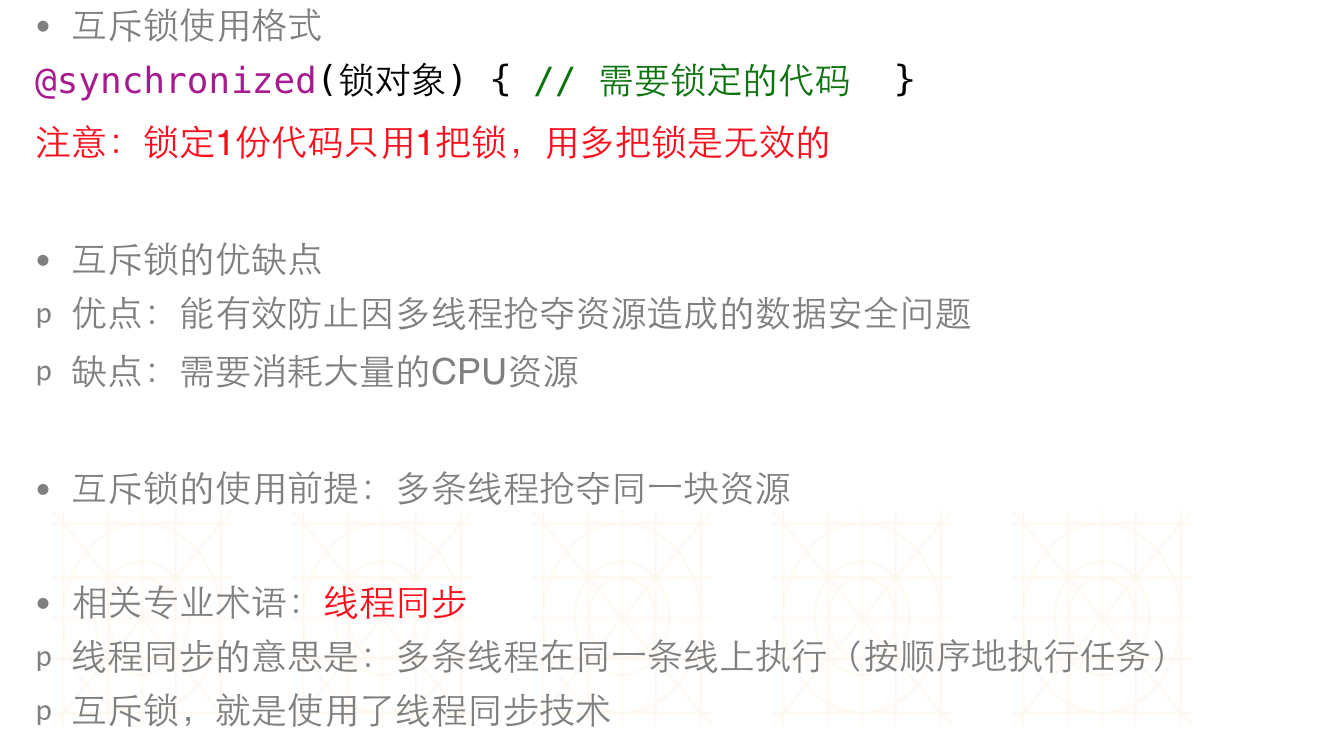 • 互斥锁使用格式
@synchronized(锁对象) { // 需要锁定的代码  }
注意：锁定1份代码只用1把锁，用多把锁是无效的
• 互斥锁的优缺点
p 优点：能有效防止因多线程抢夺资源造成的数据安全问题
p 缺点：需要消耗大量的CPU资源
• 互斥锁的使用前提：多条线程抢夺同一块资源
• 相关专业术语：线程同步
p 线程同步的意思是：多条线程在同一条线上执行（按顺序地执行任务）
p 互斥锁，就是使用了线程同步技术